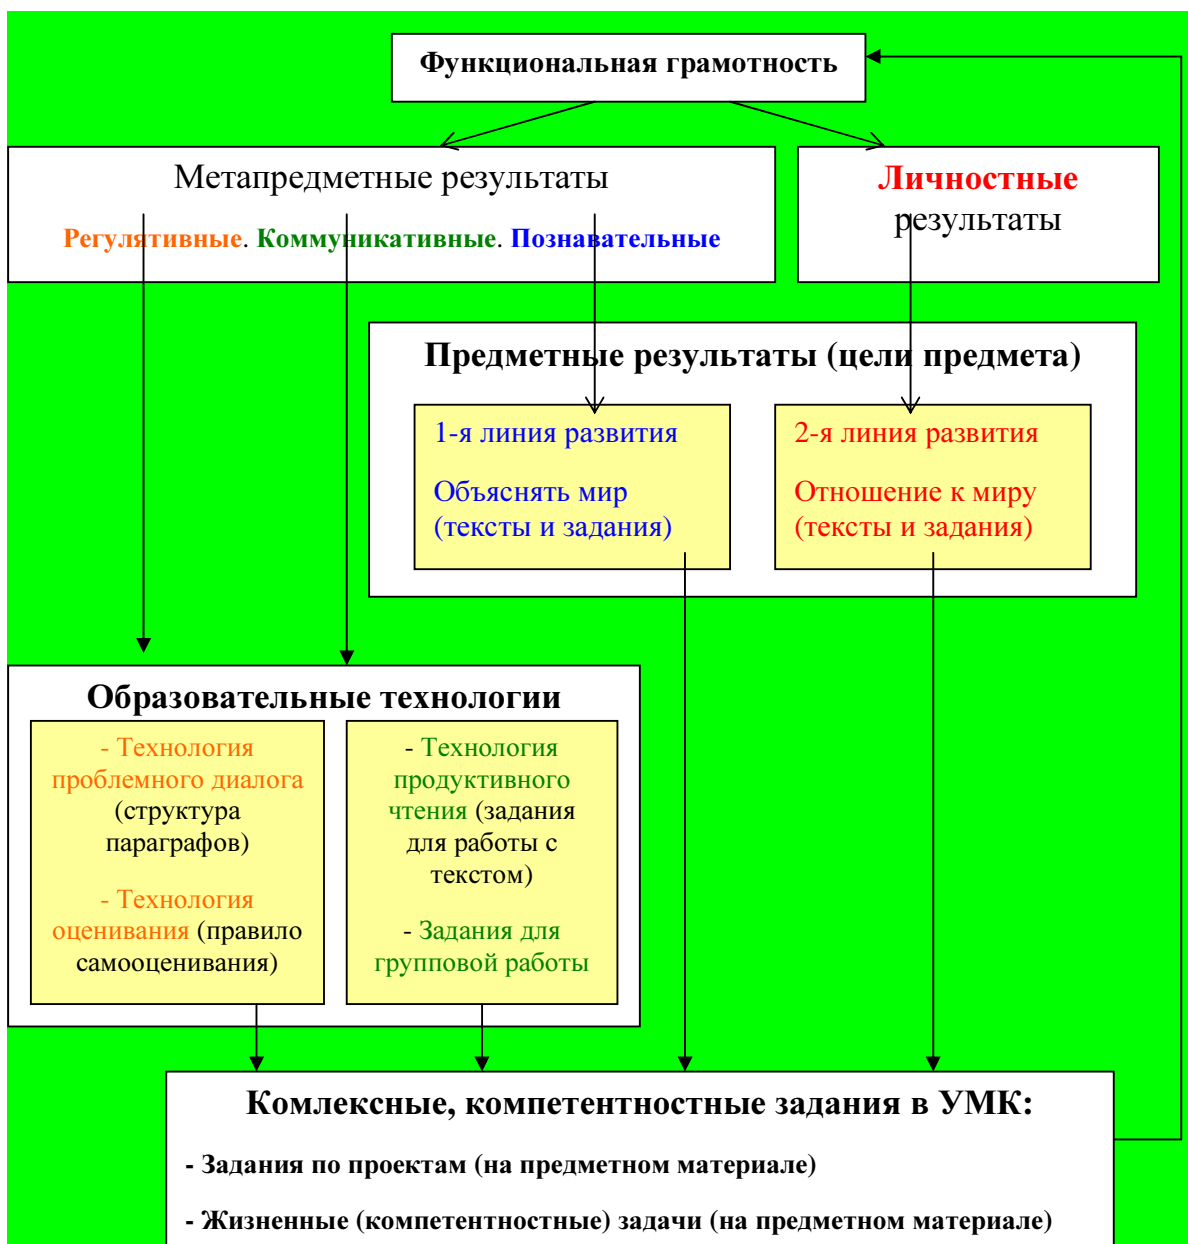 Функциональная грамотность
Метапредметные результаты
Регулятивные. Коммуникативные. Познавательные
Личностные
результаты
Предметные результаты (цели предмета)
1-я линия развития
Объяснять мир
(тексты и задания)
2-я линия развития
Отношение к миру
(тексты и задания)
Образовательные технологии
- Технология
проблемного диалога
(структура
параграфов)
- Технология
оценивания (правило
самооценивания)
- Технология
продуктивного
чтения (задания
для работы с
текстом)
- Задания для
групповой работы
Комлексные, компетентностные задания в УМК:
- Задания по проектам (на предметном материале)
- Жизненные (компетентностные) задачи (на предметном материале)